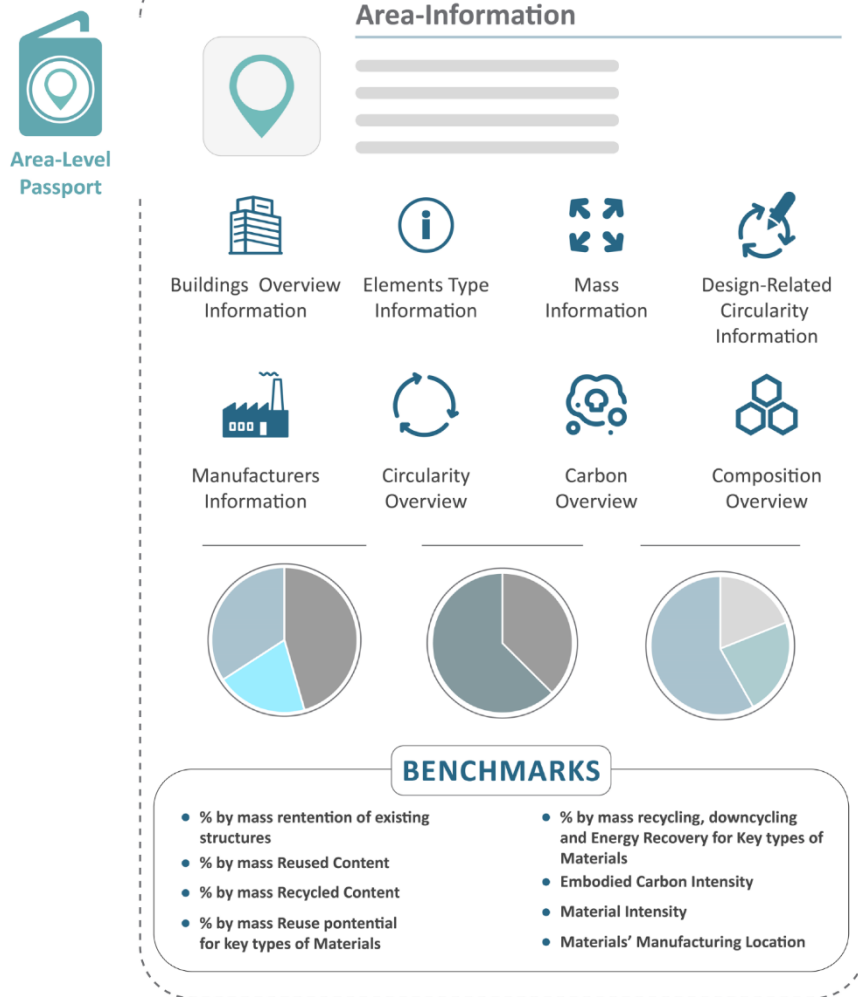 Area-Information
Area-Level
Passport
Buildings Overview
Information
Elements Type
Information
Mass
Information
Design-Related
Circularity
Information
Manufacturers
Information
Circularity
Overview
Carbon
Overview
Composition
Overview
BENCHMARKS
% by mass rentention of existing
structures
% by mass Reused Content
% by mass Recycled Content
% by mass Reuse pontential
for key types of Materials
% by mass recycling, downcycling
and Energy Recovery for Key types of
Materials
Embodied Carbon Intensity
Material Intensity
Materials' Manufacturing Location